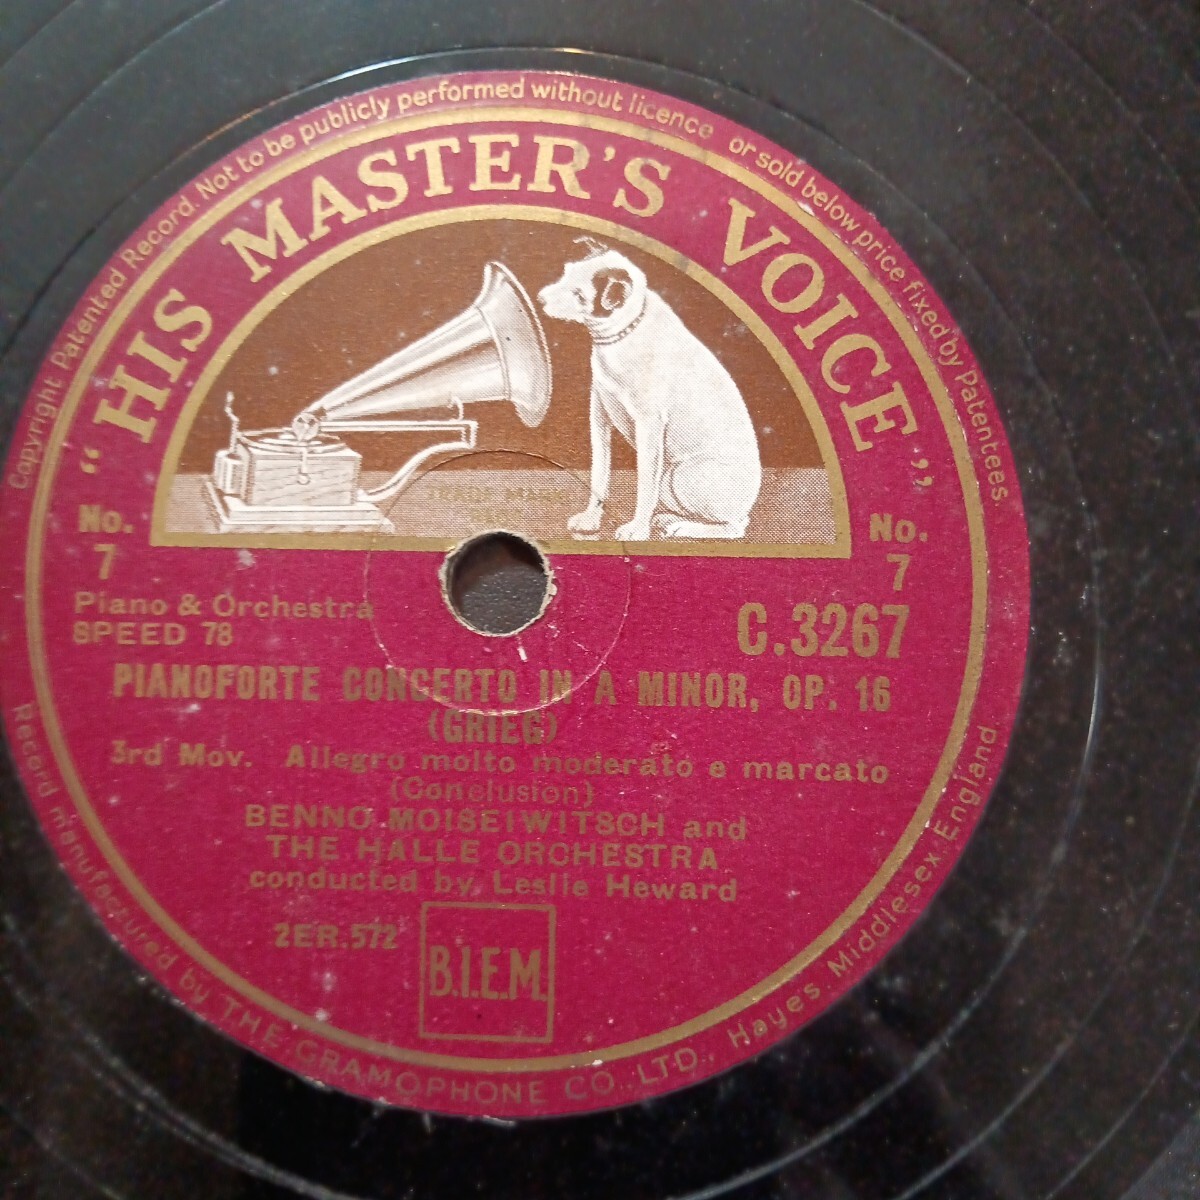 Copyright Patented Record. Not to be publicly performed without licence or sold below price fixed by Patentees.
"HIS MASTER'S VOICE"
TRADE MARK
No. 7
No. 7
Piano & Orchestra
SPEED 78
C.3267
PIANOFORTE CONCERTO IN A MINOR, OP. 16
(GRIEG)
3rd Mov. Allegro molto moderato e marcato
(Conclusion)
BENNO MOISEIWITSCH and
THE HALLE ORCHESTRA
conducted by Leslie Heward
2ER.572
B.I.E.M.
Record manufactured by THE GRAMOPHONE CO. LTD., Hayes. Middlesex. England.